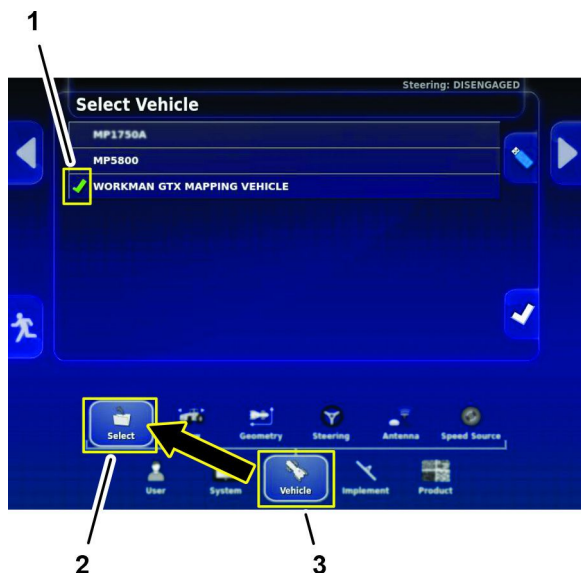 1
Steering: DISENGAGED
Select Vehicle
MP1750A
MP5800
WORKMAN GTX MAPPING VEHICLE
Select
Geometry Steering Antenna Speed Source
User System Vehicle Implement Product
2 3